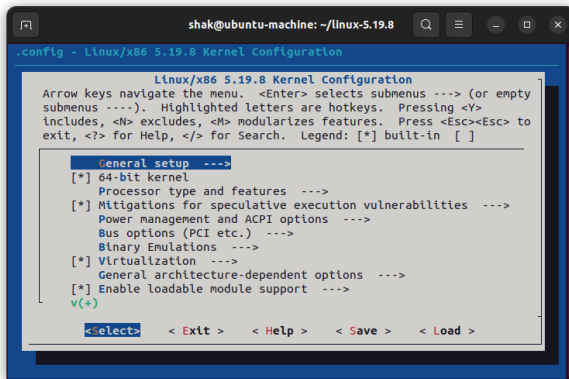 shak@ubuntu-machine: ~/linux-5.19.8
.config - Linux/x86 5.19.8 Kernel Configuration
Linux/x86 5.19.8 Kernel Configuration
Arrow keys navigate the menu.  <Enter> selects submenus ---> (or empty
submenus ----).  Highlighted letters are hotkeys.  Pressing <Y>
includes, <N> excludes, <M> modularizes features.  Press <Esc><Esc> to
exit, <?> for Help, </> for Search.  Legend: [*] built-in  [ ]
General setup  --->
[*] 64-bit kernel
Processor type and features  --->
[*] Mitigations for speculative execution vulnerabilities  --->
Power management and ACPI options  --->
Bus options (PCI etc.)  --->
Binary Emulations  --->
[*] Virtualization  --->
General architecture-dependent options  --->
[*] Enable loadable module support  --->
v(+)
<Select>    < Exit >    < Help >    < Save >    < Load >